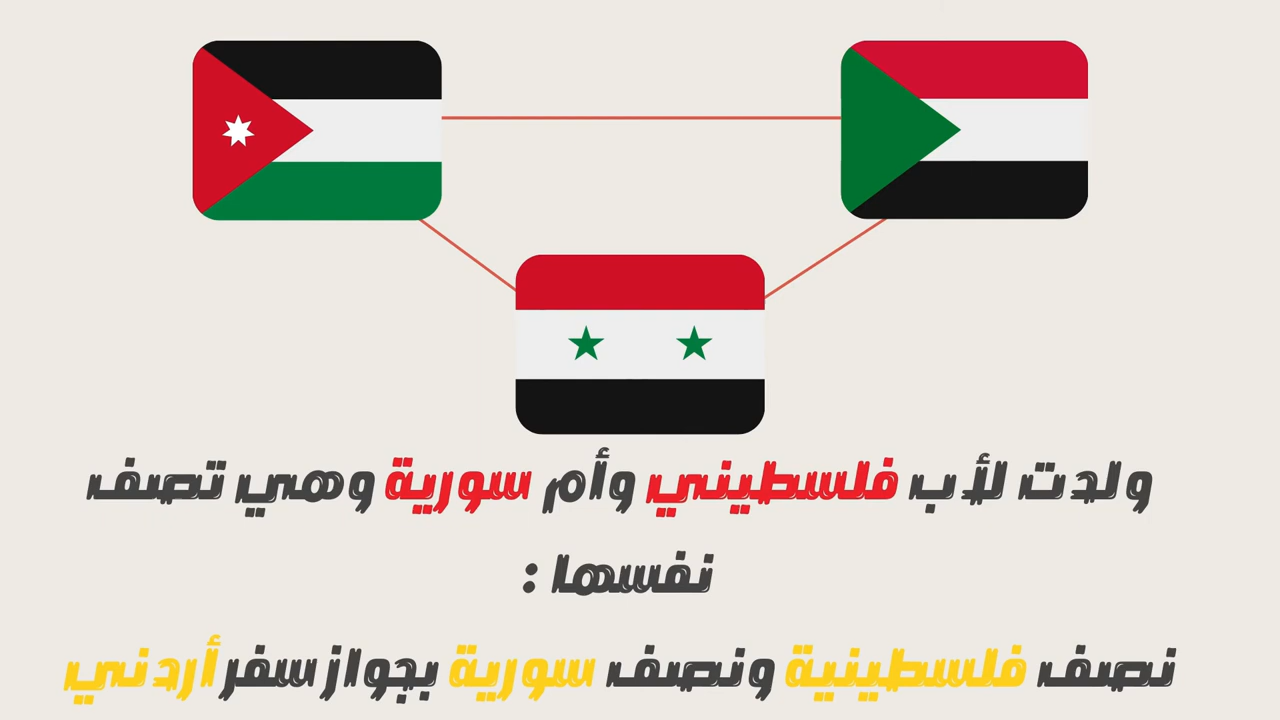 ولدت لأب فلسطيني وأم سورية وهي تصف
نفسها :
نصف فلسطينية ونصف سورية بجواز سفر أردني